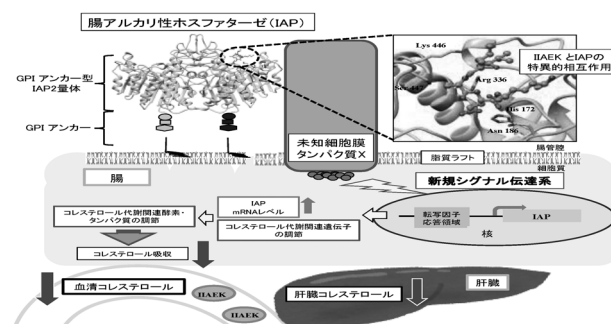 腸アルカリ性ホスファターゼ（IAP）
GPI アンカー型
IAP2量体
GPI アンカー
Lys 446
Arg 336
His 172
Asn 186
IIAEKとIAPの
特異的相互作用
未知細胞膜
タンパク質X
腸管腔
脂質ラフト
細胞質
腸
新規シグナル伝達系
IAP
mRNAレベル
コレステロール代謝関連遺伝子
の調節
コレステロール代謝関連酵素・
タンパク質の調節
転写因子
応答領域
IAP
核
コレステロール吸収
血清コレステロール
IIAEK
IIAEK
肝臓コレステロール
肝臓